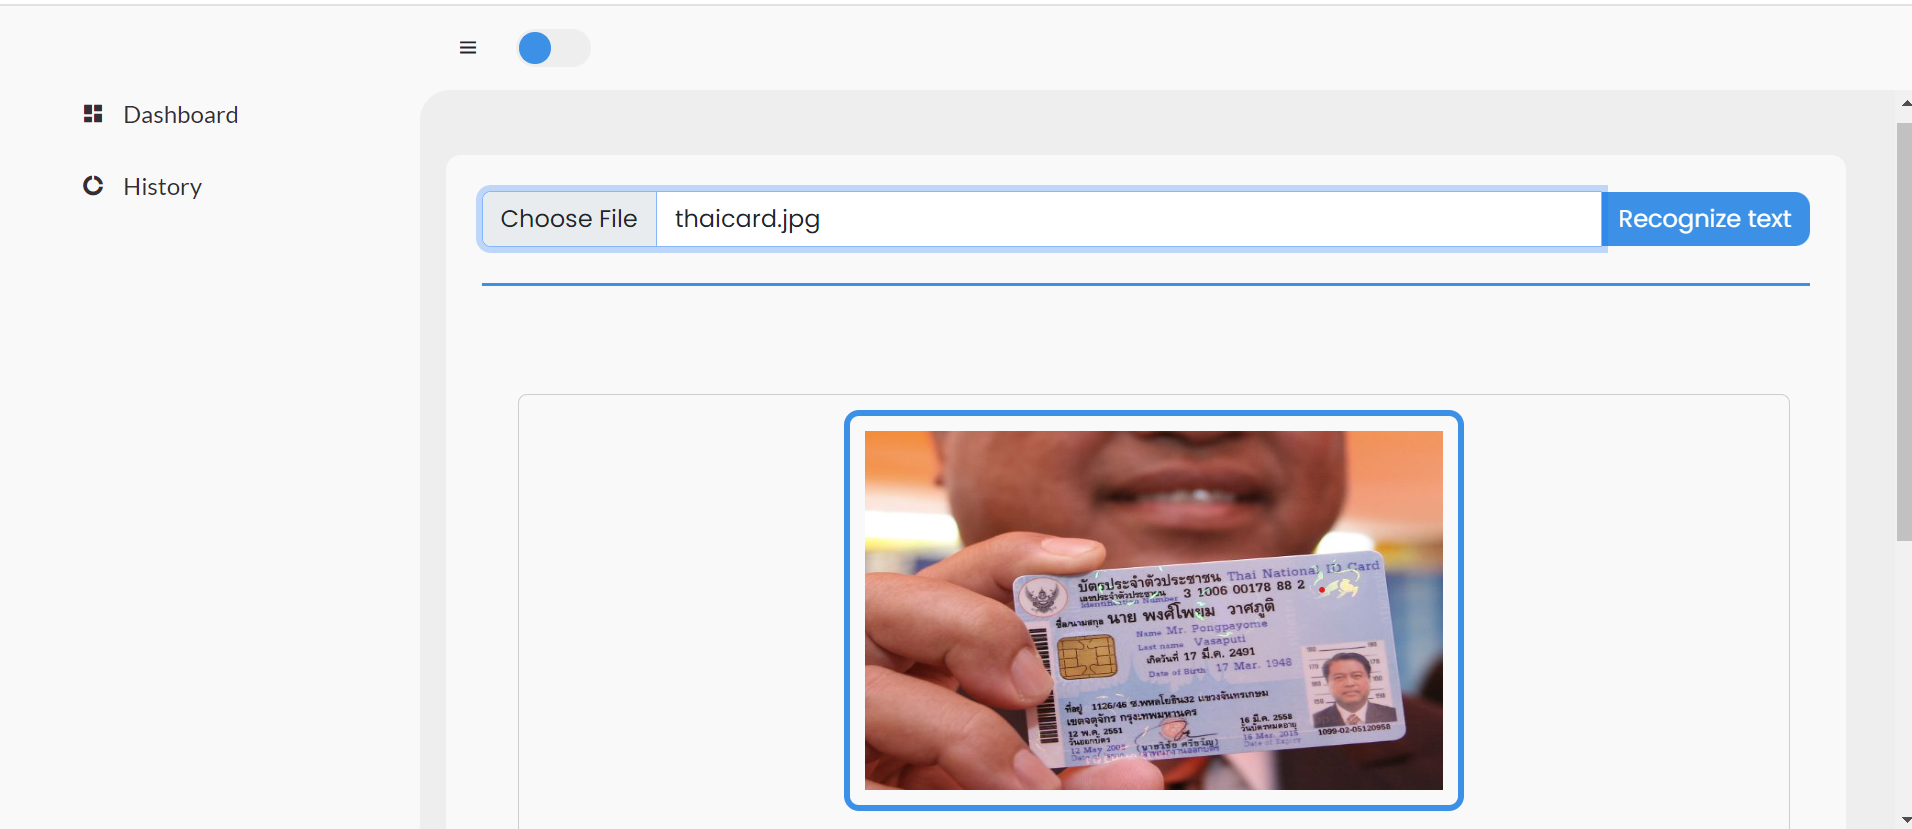 Dashboard
History
Choose File
thaicard.jpg
Recognize text
บัตรประจำตัวประชาชน Thai National ID Card
เลขประจำตัวประชาชน 3 1006 00178 88 2
Identification Number
ชื่อตัวและชื่อสกุล นาย พงศ์โพยม วาศภูติ
Name Mr. Pongpayome
Last name Vasaputi
เกิดวันที่ 17 มี.ค. 2491
Date of Birth 17 Mar. 1948
ที่อยู่ 1126/46 ซ.พหลโยธิน32 แขวงจันทรเกษม
เขตจตุจักร กรุงเทพมหานคร
12 พ.ค. 2551
วันออกบัตร
12 May 2008
16 มี.ค. 2558
วันบัตรหมดอายุ
Mar. 2015
Date of Expiry
180
180
170
170
160
160
150
150
1099-02-05120958